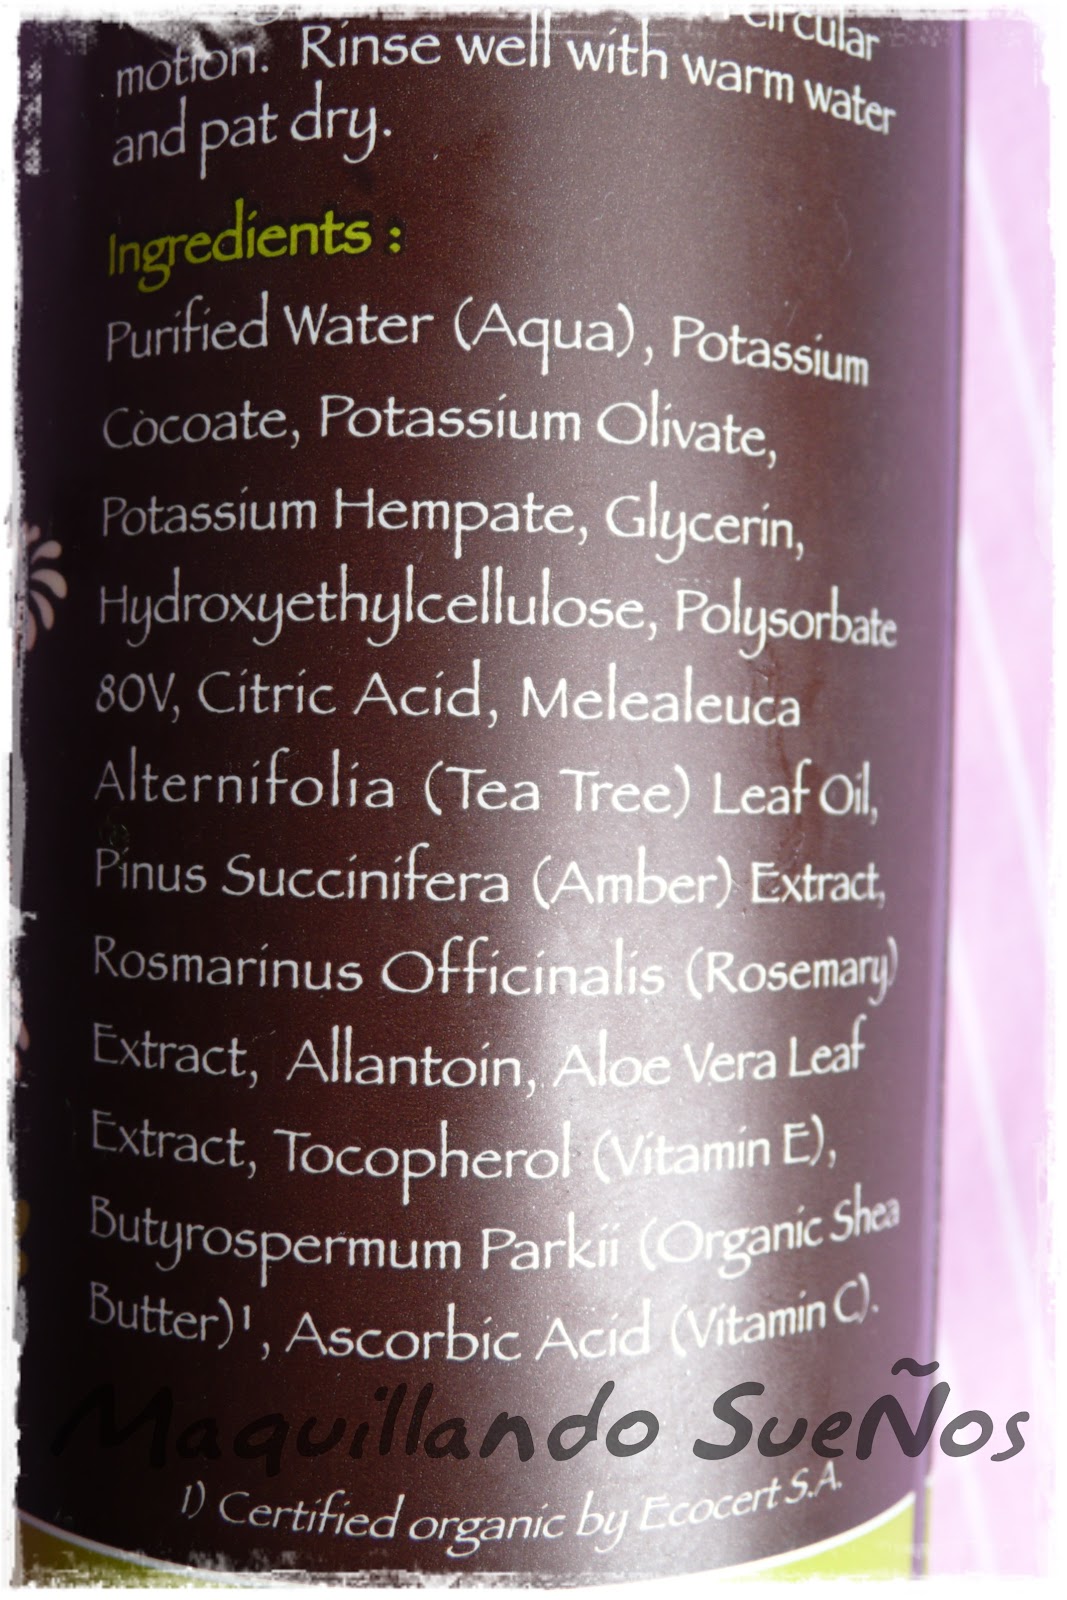 circular
motion. Rinse well with warm water
and pat dry.
Ingredients :
Purified Water (Aqua), Potassium
Cocoate, Potassium Olivate,
Potassium Hempate, Glycerin,
Hydroxyethylcellulose, Polysorbate
80V, Citric Acid, Melealeuca
Alternifolia (Tea Tree) Leaf Oil,
Pinus Succinifera (Amber) Extract,
Rosmarinus Officinalis (Rosemary)
Extract, Allantoin, Aloe Vera Leaf
Extract, Tocopherol (Vitamin E),
Butyrospermum Parkii (Organic Shea
Butter)¹, Ascorbic Acid (Vitamin C).
Maquillando SueÑos
1) Certified organic by Ecocert S.A.